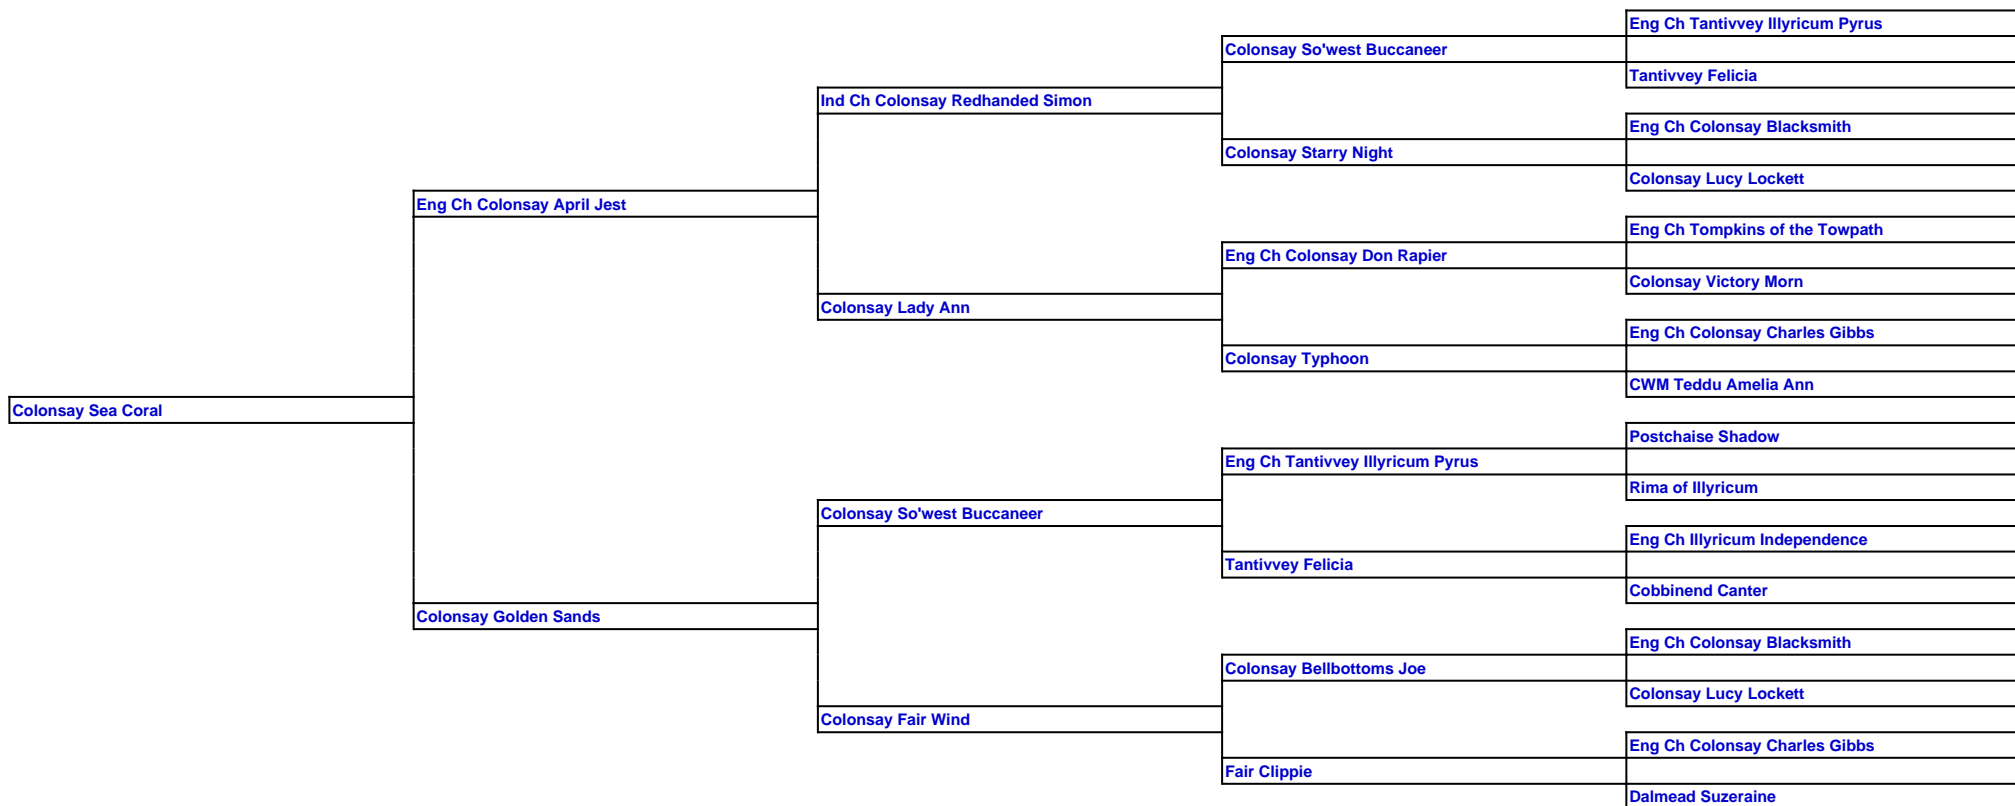 Eng Ch Tantivvey Illyricum Pyrus
Colonsay So'west Buccaneer
Tantivvey Felicia
Ind Ch Colonsay Redhanded Simon
Eng Ch Colonsay Blacksmith
Colonsay Starry Night
Colonsay Lucy Lockett
Eng Ch Colonsay April Jest
Eng Ch Tompkins of the Towpath
Eng Ch Colonsay Don Rapier
Colonsay Victory Morn
Colonsay Lady Ann
Eng Ch Colonsay Charles Gibbs
Colonsay Typhoon
CWM Teddu Amelia Ann
Colonsay Sea Coral
Postchaise Shadow
Eng Ch Tantivvey Illyricum Pyrus
Rima of Illyricum
Colonsay So'west Buccaneer
Eng Ch Illyricum Independence
Tantivvey Felicia
Cobbinend Canter
Colonsay Golden Sands
Eng Ch Colonsay Blacksmith
Colonsay Bellbottoms Joe
Colonsay Lucy Lockett
Colonsay Fair Wind
Eng Ch Colonsay Charles Gibbs
Fair Clippie
Dalmead Suzeraine